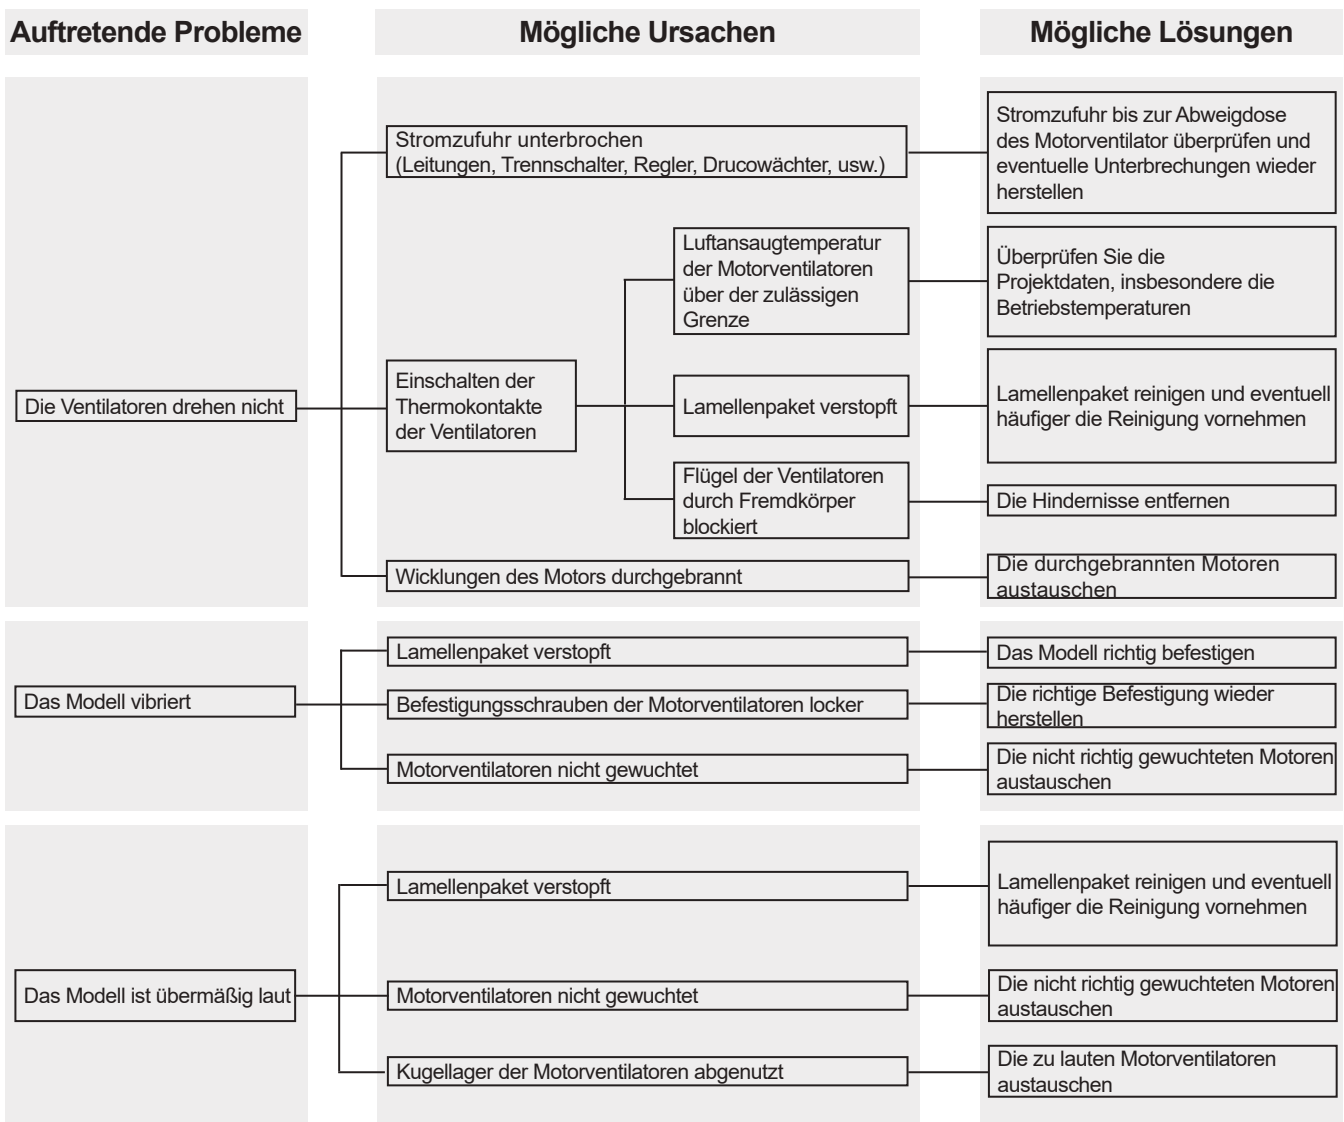 Auftretende Probleme
Mögliche Ursachen
Mögliche Lösungen
Die Ventilatoren drehen nicht
Stromzufuhr unterbrochen
(Leitungen, Trennschalter, Regler, Drucowächter, usw.)
Stromzufuhr bis zur Abweigdose
des Motorventilator überprüfen und
eventuelle Unterbrechungen wieder
herstellen
Einschalten der
Thermokontakte
der Ventilatoren
Luftansaugtemperatur
der Motorventilatoren
über der zulässigen
Grenze
Überprüfen Sie die
Projektdaten, insbesondere die
Betriebstemperaturen
Lamellenpaket verstopft
Lamellenpaket reinigen und eventuell
häufiger die Reinigung vornehmen
Flügel der Ventilatoren
durch Fremdkörper
blockiert
Die Hindernisse entfernen
Wicklungen des Motors durchgebrannt
Die durchgebrannten Motoren
austauschen
Das Modell vibriert
Lamellenpaket verstopft
Das Modell richtig befestigen
Befestigungsschrauben der Motorventilatoren locker
Die richtige Befestigung wieder
herstellen
Motorventilatoren nicht gewuchtet
Die nicht richtig gewuchteten Motoren
austauschen
Das Modell ist übermäßig laut
Lamellenpaket verstopft
Lamellenpaket reinigen und eventuell
häufiger die Reinigung vornehmen
Motorventilatoren nicht gewuchtet
Die nicht richtig gewuchteten Motoren
austauschen
Kugellager der Motorventilatoren abgenutzt
Die zu lauten Motorventilatoren
austauschen